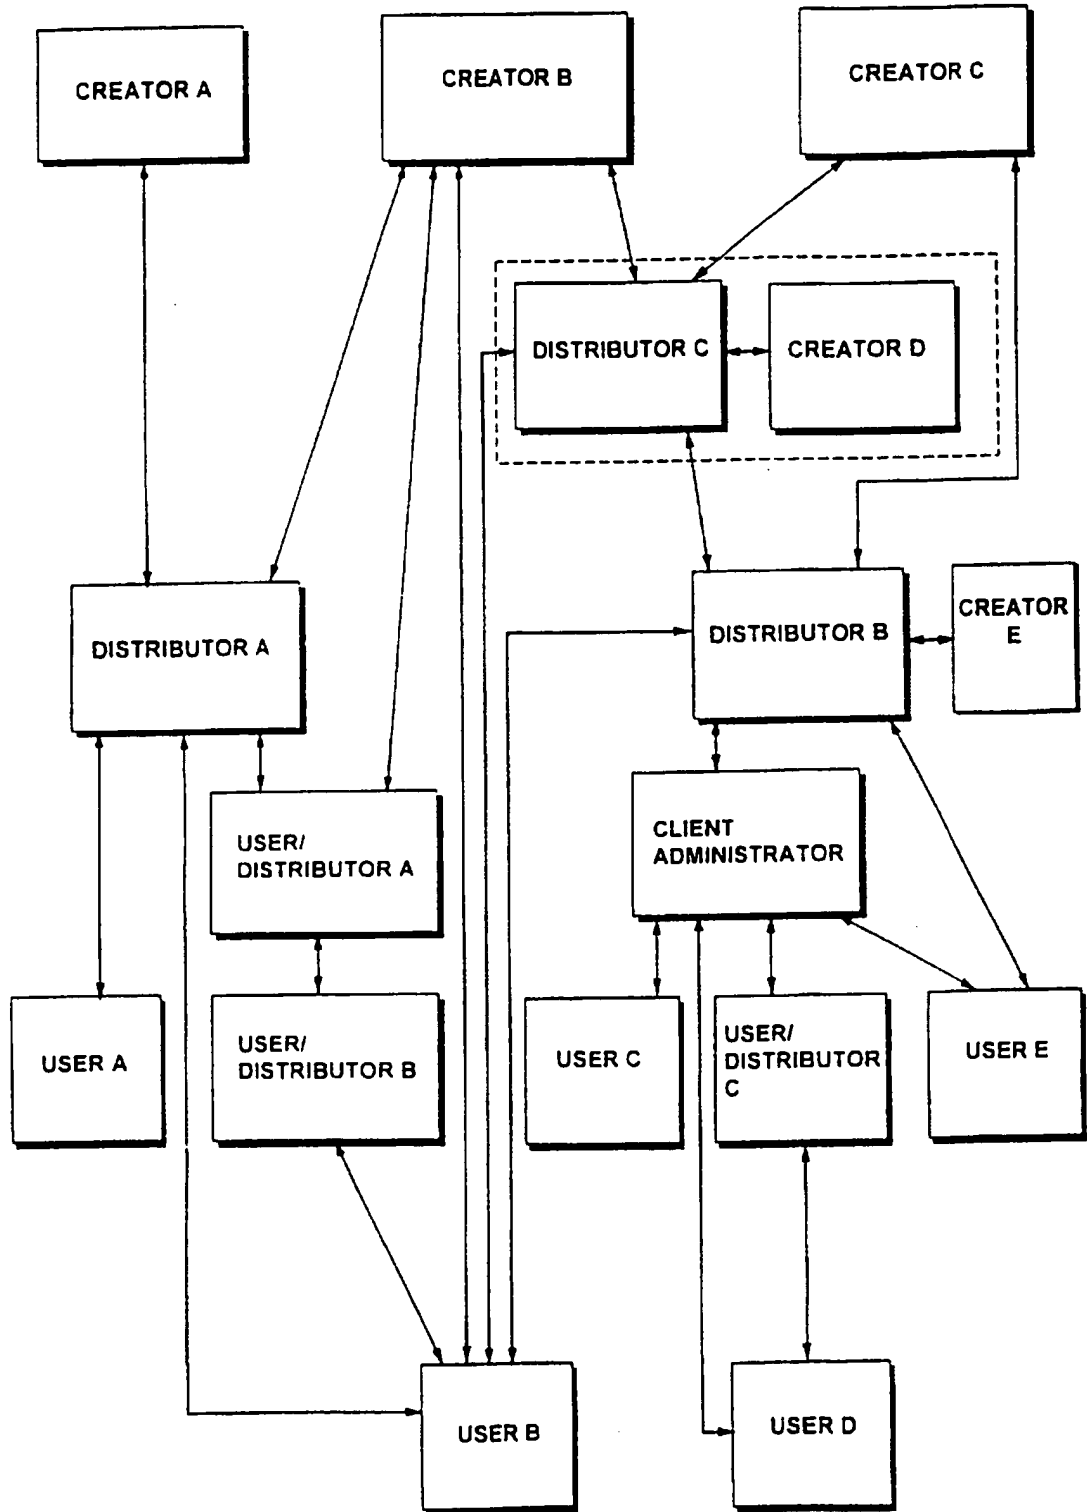 CREATOR A
CREATOR B
CREATOR C
DISTRIBUTOR C
CREATOR D
DISTRIBUTOR A
DISTRIBUTOR B
CREATOR
E
USER/
DISTRIBUTOR A
CLIENT
ADMINISTRATOR
USER A
USER/
DISTRIBUTOR B
USER C
USER/
DISTRIBUTOR
C
USER E
USER B
USER D